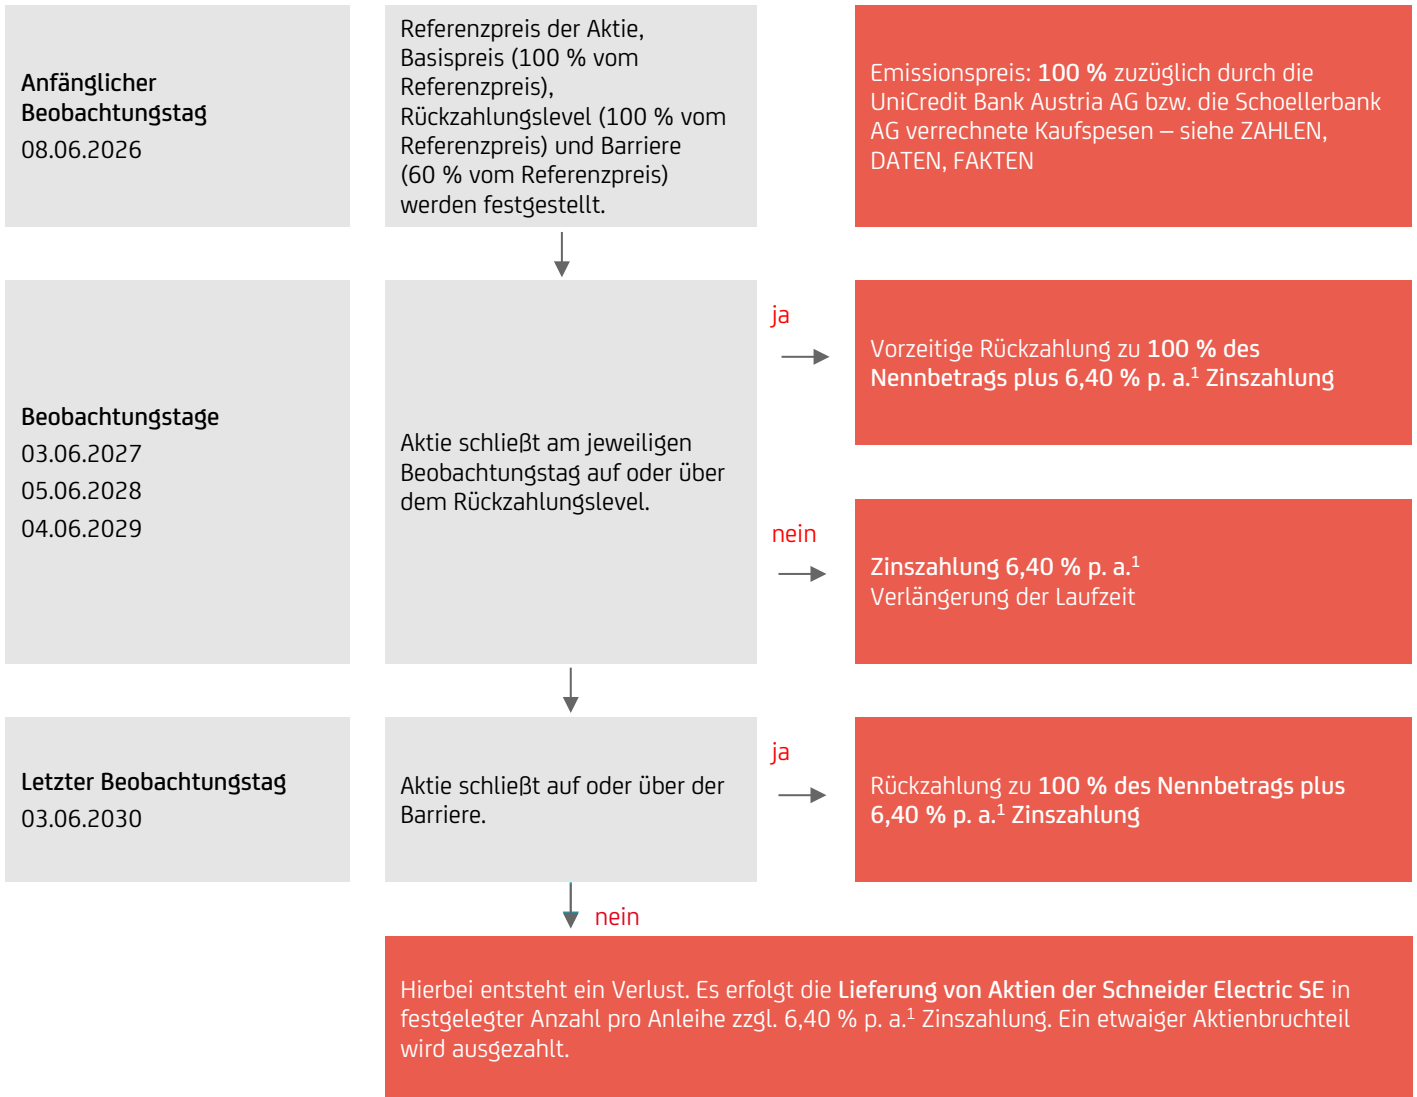 Anfänglicher
Beobachtungstag
08.06.2026
Referenzpreis der Aktie,
Basispreis (100 % vom
Referenzpreis),
Rückzahlungslevel (100 % vom
Referenzpreis) und Barriere
(60 % vom Referenzpreis)
werden festgestellt.
Emissionspreis: 100 % zuzüglich durch die
UniCredit Bank Austria AG bzw. die Schoellerbank
AG verrechnete Kaufspesen – siehe ZAHLEN,
DATEN, FAKTEN
Beobachtungstage
03.06.2027
05.06.2028
04.06.2029
Aktie schließt am jeweiligen
Beobachtungstag auf oder über
dem Rückzahlungslevel.
ja
Vorzeitige Rückzahlung zu 100 % des
Nennbetrags plus 6,40 % p. a.¹ Zinszahlung
nein
Zinszahlung 6,40 % p. a.¹
Verlängerung der Laufzeit
Letzter Beobachtungstag
03.06.2030
Aktie schließt auf oder über der
Barriere.
ja
Rückzahlung zu 100 % des Nennbetrags plus
6,40 % p. a.¹ Zinszahlung
nein
Hierbei entsteht ein Verlust. Es erfolgt die Lieferung von Aktien der Schneider Electric SE in
festgelegter Anzahl pro Anleihe zzgl. 6,40 % p. a.¹ Zinszahlung. Ein etwaiger Aktienbruchteil
wird ausgezahlt.